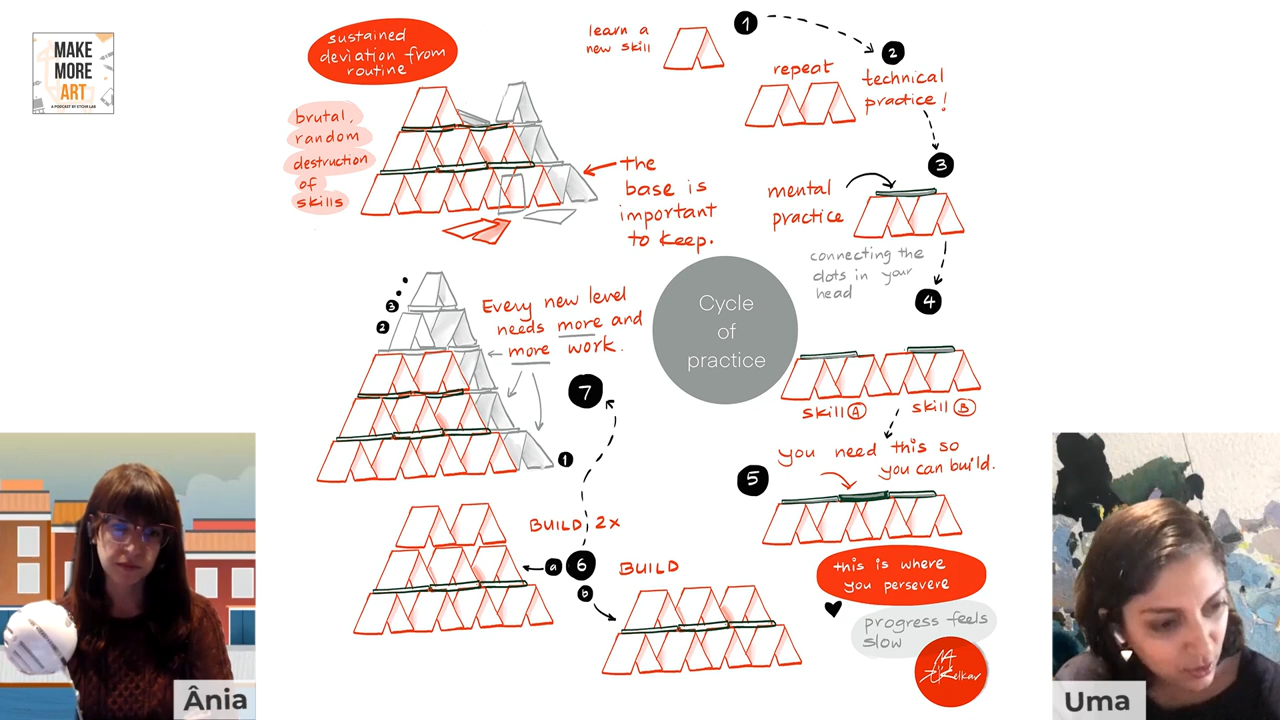 MAKE
MORE
ART
A PODCAST BY ETCHR LAB
sustained
deviation from
routine
brutal,
random
destruction
of
skills
the
base is
important
to keep.
learn a
new skill
1
2
repeat
technical
practice!
3
mental
practice
connecting the
dots in your
head
4
skill A
skill B
you need this so
you can build.
5
this is where
you persevere
progress feels
slow
Kelkar
6
a
b
BUILD 2x
BUILD
7
Every new level
needs more and
more work.
3
2
1
Cycle
of
practice
Ânia
Uma